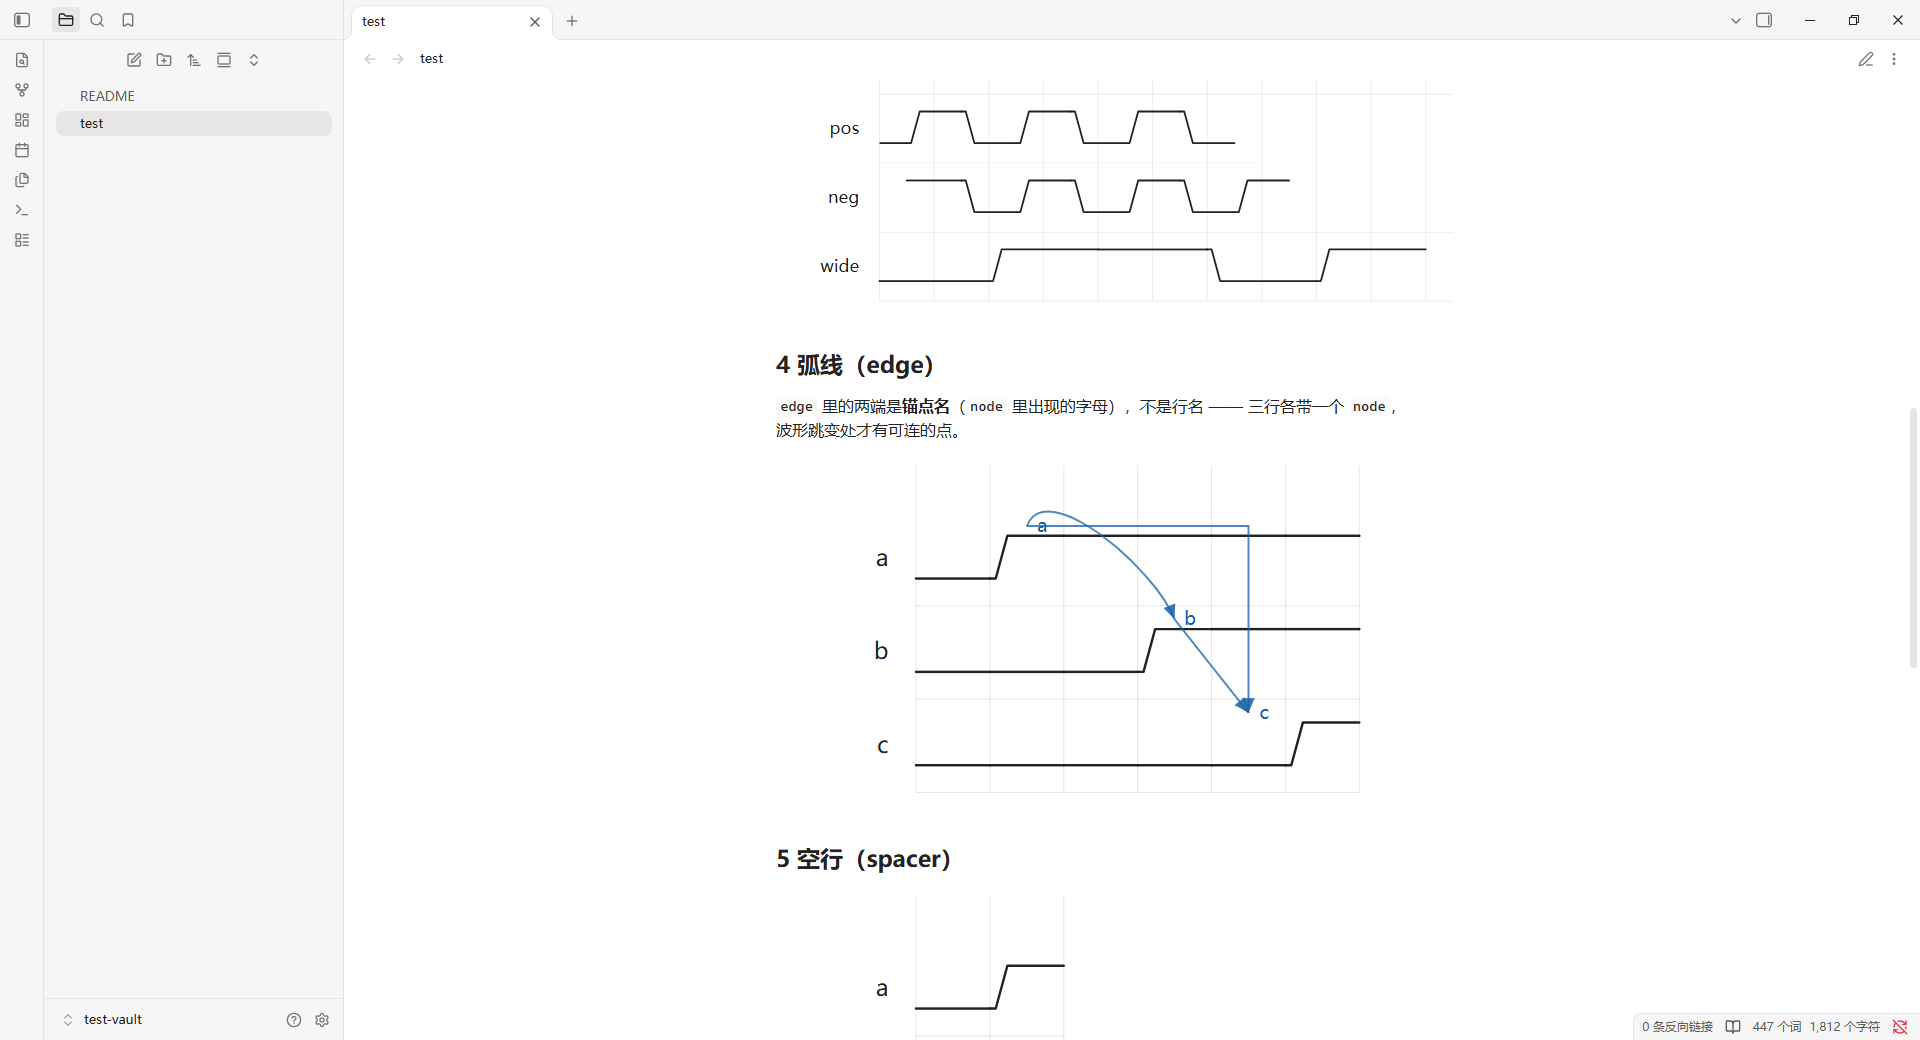 test
test
README
test
pos
neg
wide
4 弧线（edge）
edge 里的两端是锚点名（ node 里出现的字母），不是行名 —— 三行各带一个 node，
波形跳变处才有可连的点。
a
a
b
b
c
c
5 空行（spacer）
a
test-vault
0 条反向链接 447 个词 1,812 个字符